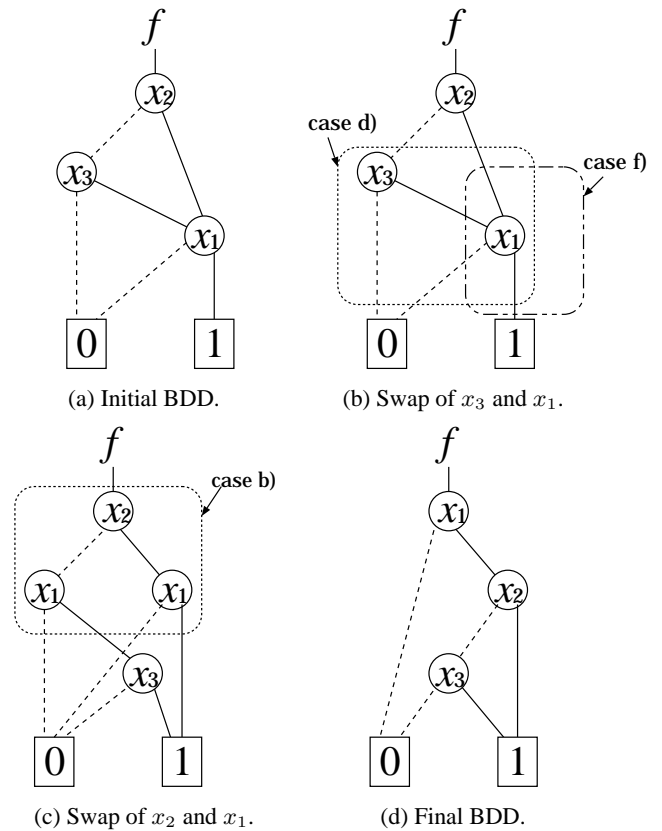 f
f
x2
x2
case d)
case f)
x3
x3
x1
x1
0
1
0
1
(a) Initial BDD.
(b) Swap of x3 and x1.
f
f
case b)
x2
x1
x1
x1
x2
x3
x3
0
1
0
1
(c) Swap of x2 and x1.
(d) Final BDD.